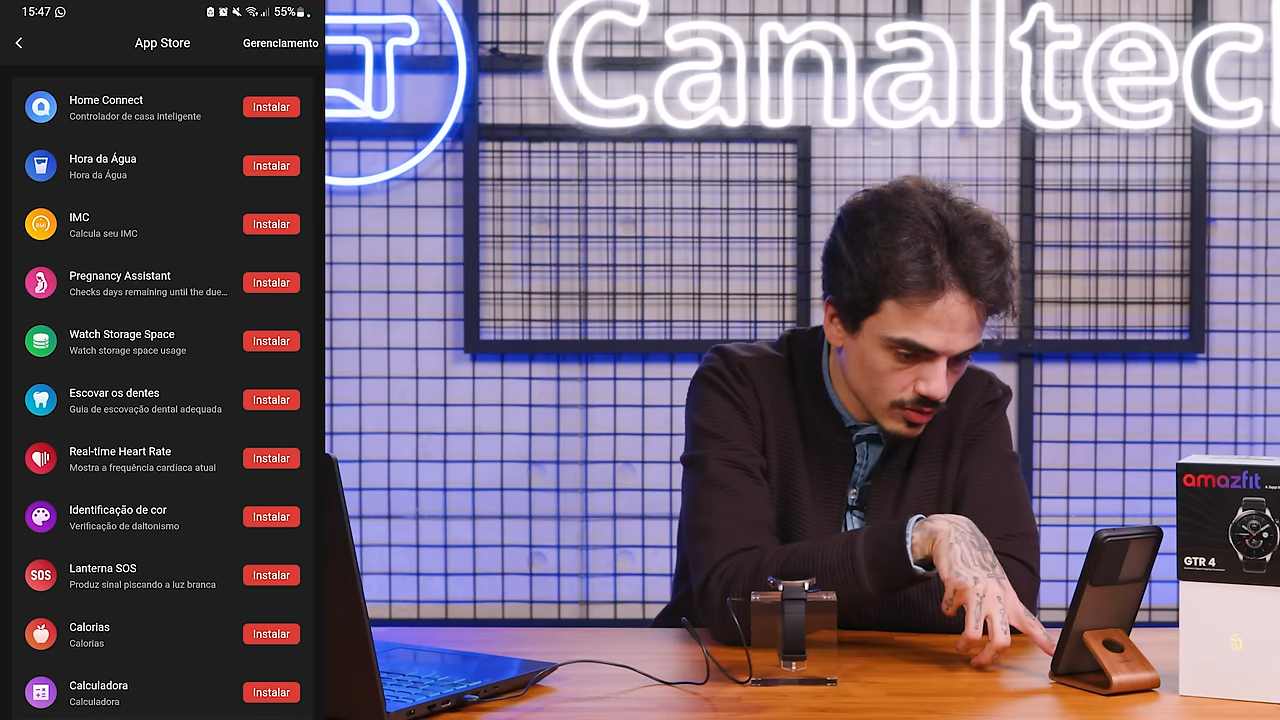 15:47
55%
App Store
Gerenciamento
Home Connect
Controlador de casa inteligente
Instalar
Hora da Água
Hora da Água
Instalar
IMC
Calcula seu IMC
Instalar
Pregnancy Assistant
Checks days remaining until the due...
Instalar
Watch Storage Space
Watch storage space usage
Instalar
Escovar os dentes
Guia de escovação dental adequada
Instalar
Real-time Heart Rate
Mostra a frequência cardíaca atual
Instalar
Identificação de cor
Verificação de daltonismo
Instalar
SOS
Lanterna SOS
Produz sinal piscando a luz branca
Instalar
Calorias
Calorias
Instalar
Calculadora
Calculadora
Instalar
Canaltec
amazfit
GTR 4